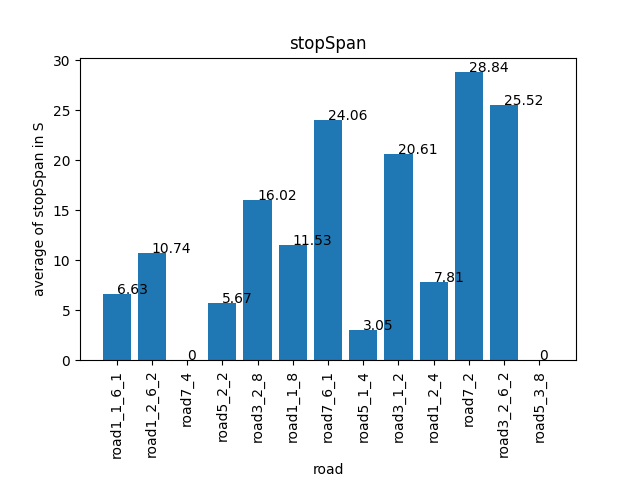 stopSpan
average of stopSpan in S
30
25
20
15
10
5
0
6.63
10.74
0
5.67
16.02
11.53
24.06
3.05
20.61
7.81
28.84
25.52
0
road1_1_6_1
road1_2_6_2
road7_4
road5_2_2
road3_2_8
road1_1_8
road7_6_1
road5_1_4
road3_1_2
road1_2_4
road7_2
road3_2_6_2
road5_3_8
road